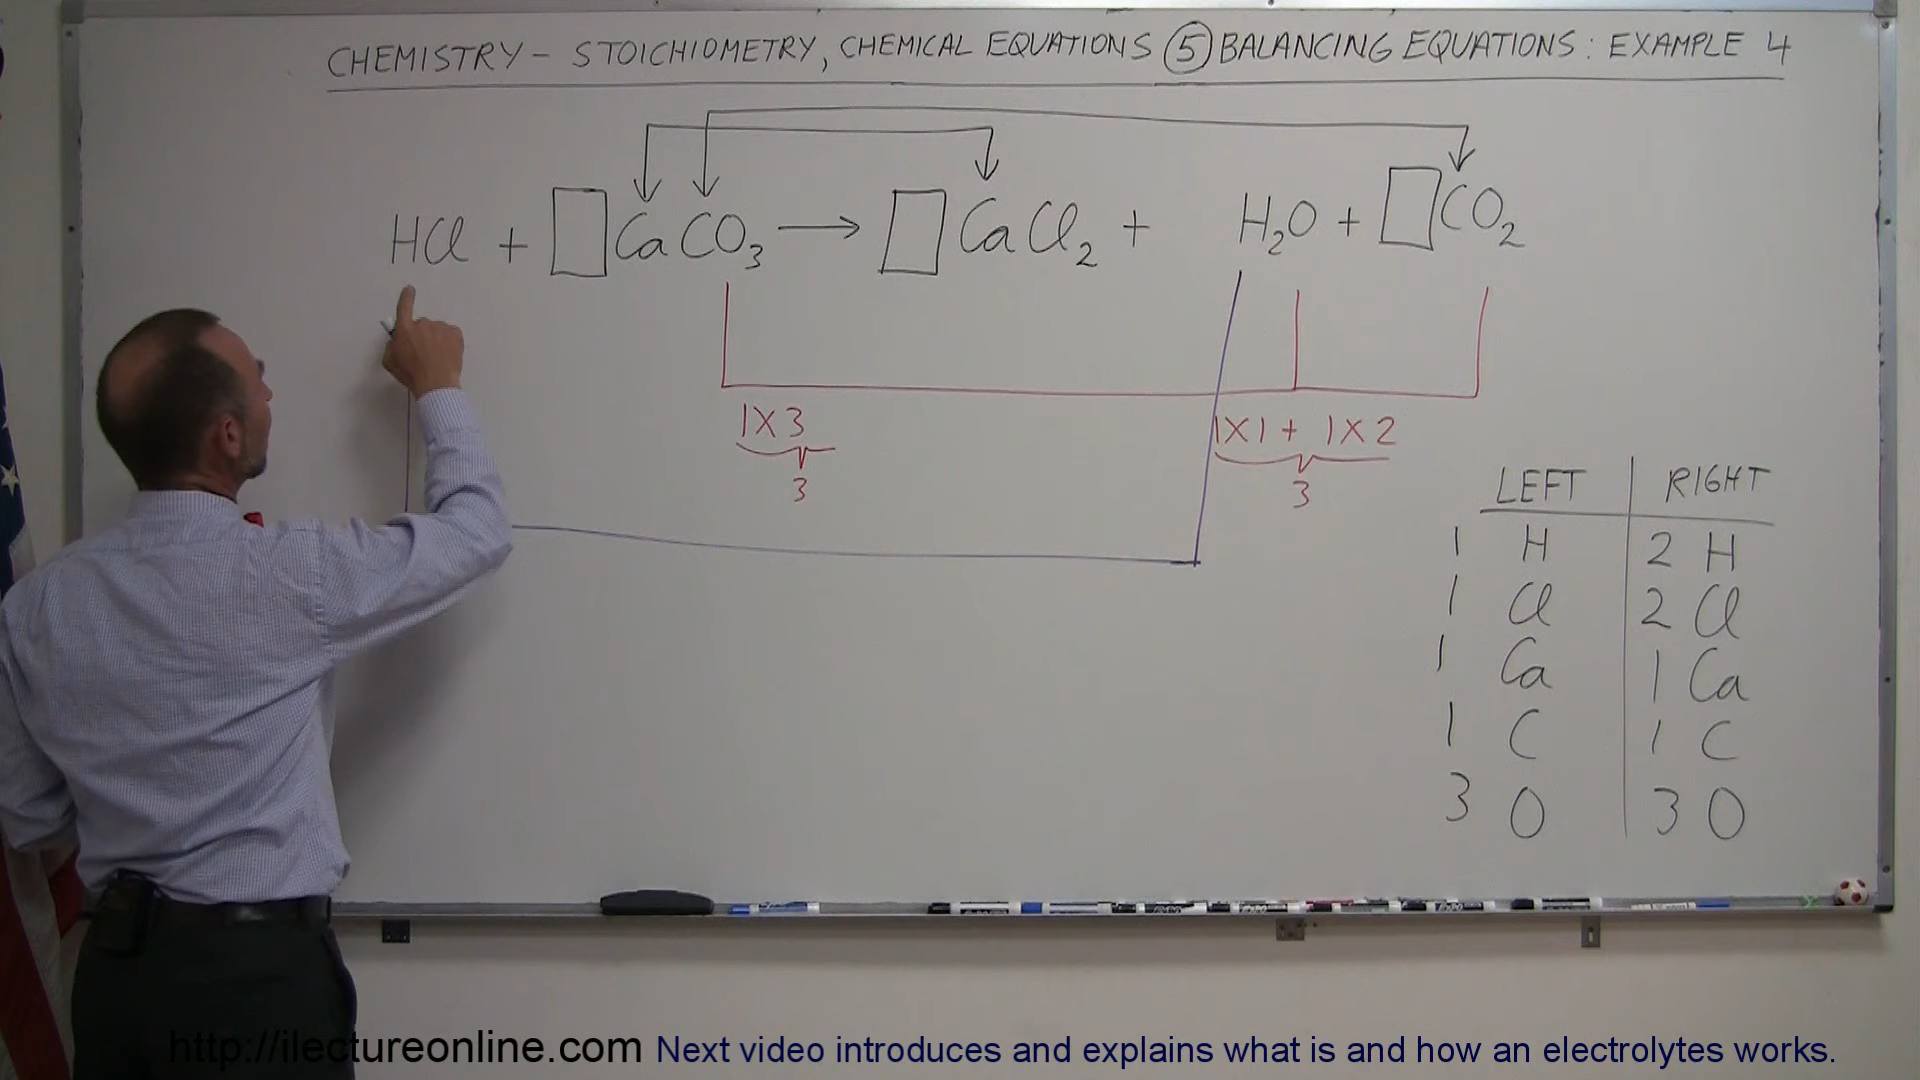 CHEMISTRY - STOICHIOMETRY, CHEMICAL EQUATIONS ⑤ BALANCING EQUATIONS: EXAMPLE 4
HCl + □ CaCO₃ → □ CaCl₂ + H₂O + □ CO₂
1X3 1X1 + 1X2
3 3
LEFT RIGHT
1 H 2 H
1 Cl 2 Cl
1 Ca 1 Ca
1 C 1 C
3 O 3 O
http://ilectureonline.com Next video introduces and explains what is and how an electrolytes works.